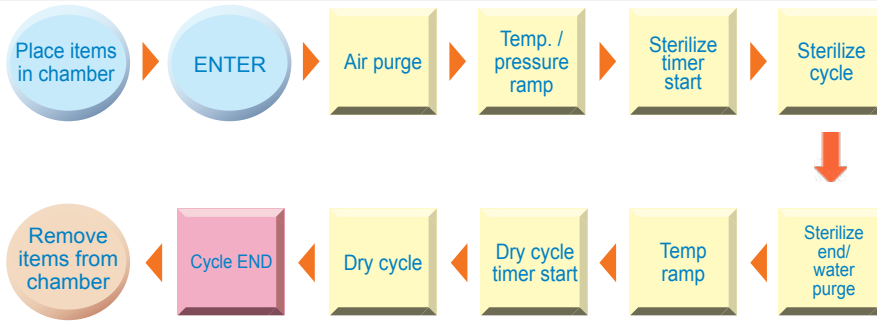 Place items
in chamber
ENTER
Air purge
Temp. /
pressure
ramp
Sterilize
timer
start
Sterilize
cycle
Sterilize
end/
water
purge
Temp
ramp
Dry cycle
timer start
Dry cycle
Cycle END
Remove
items from
chamber